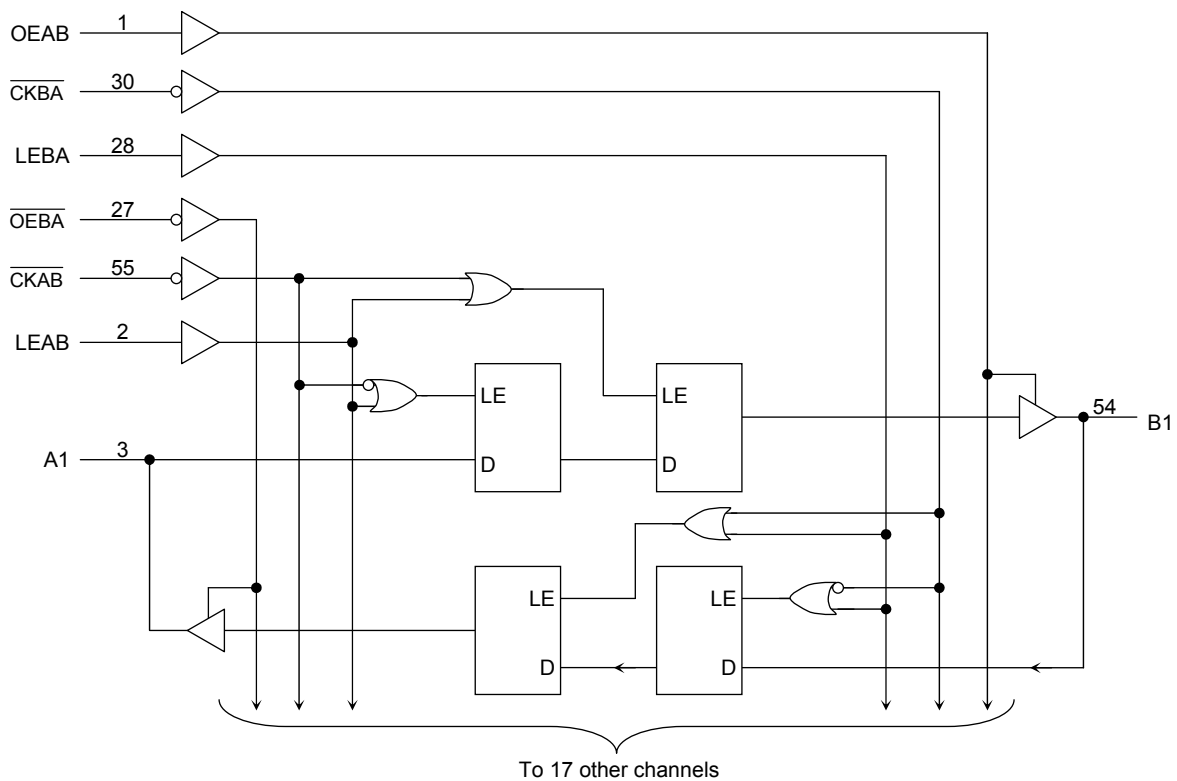 OEAB 1
CKBA 30
LEBA 28
OEBA 27
CKAB 55
LEAB 2
LE
LE
54
B1
A1 3
D
D
LE
LE
D
D
To 17 other channels